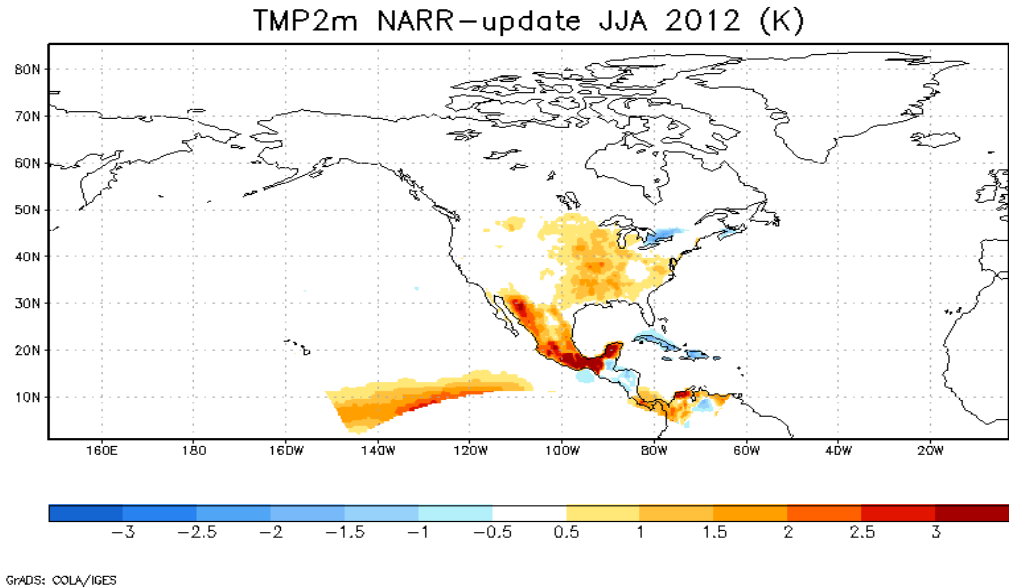 TMP2m NARR-update JJA 2012 (K)
80N
70N
60N
50N
40N
30N
20N
10N
160E 180 160W 140W 120W 100W 80W 60W 40W 20W
-3 -2.5 -2 -1.5 -1 -0.5 0.5 1 1.5 2 2.5 3
GrADS: COLA/IGES